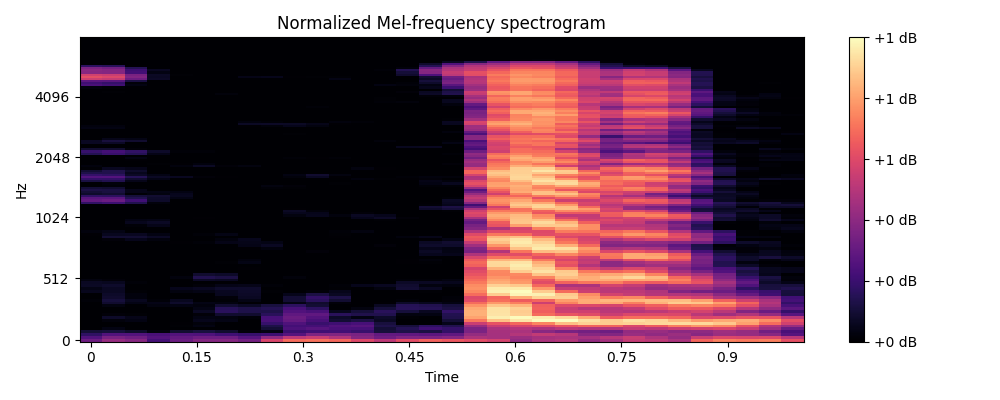 Normalized Mel-frequency spectrogram
+1 dB
+1 dB
+1 dB
+0 dB
+0 dB
+0 dB
4096
2048
1024
512
0
Hz
0
0.15
0.3
0.45
0.6
0.75
0.9
Time